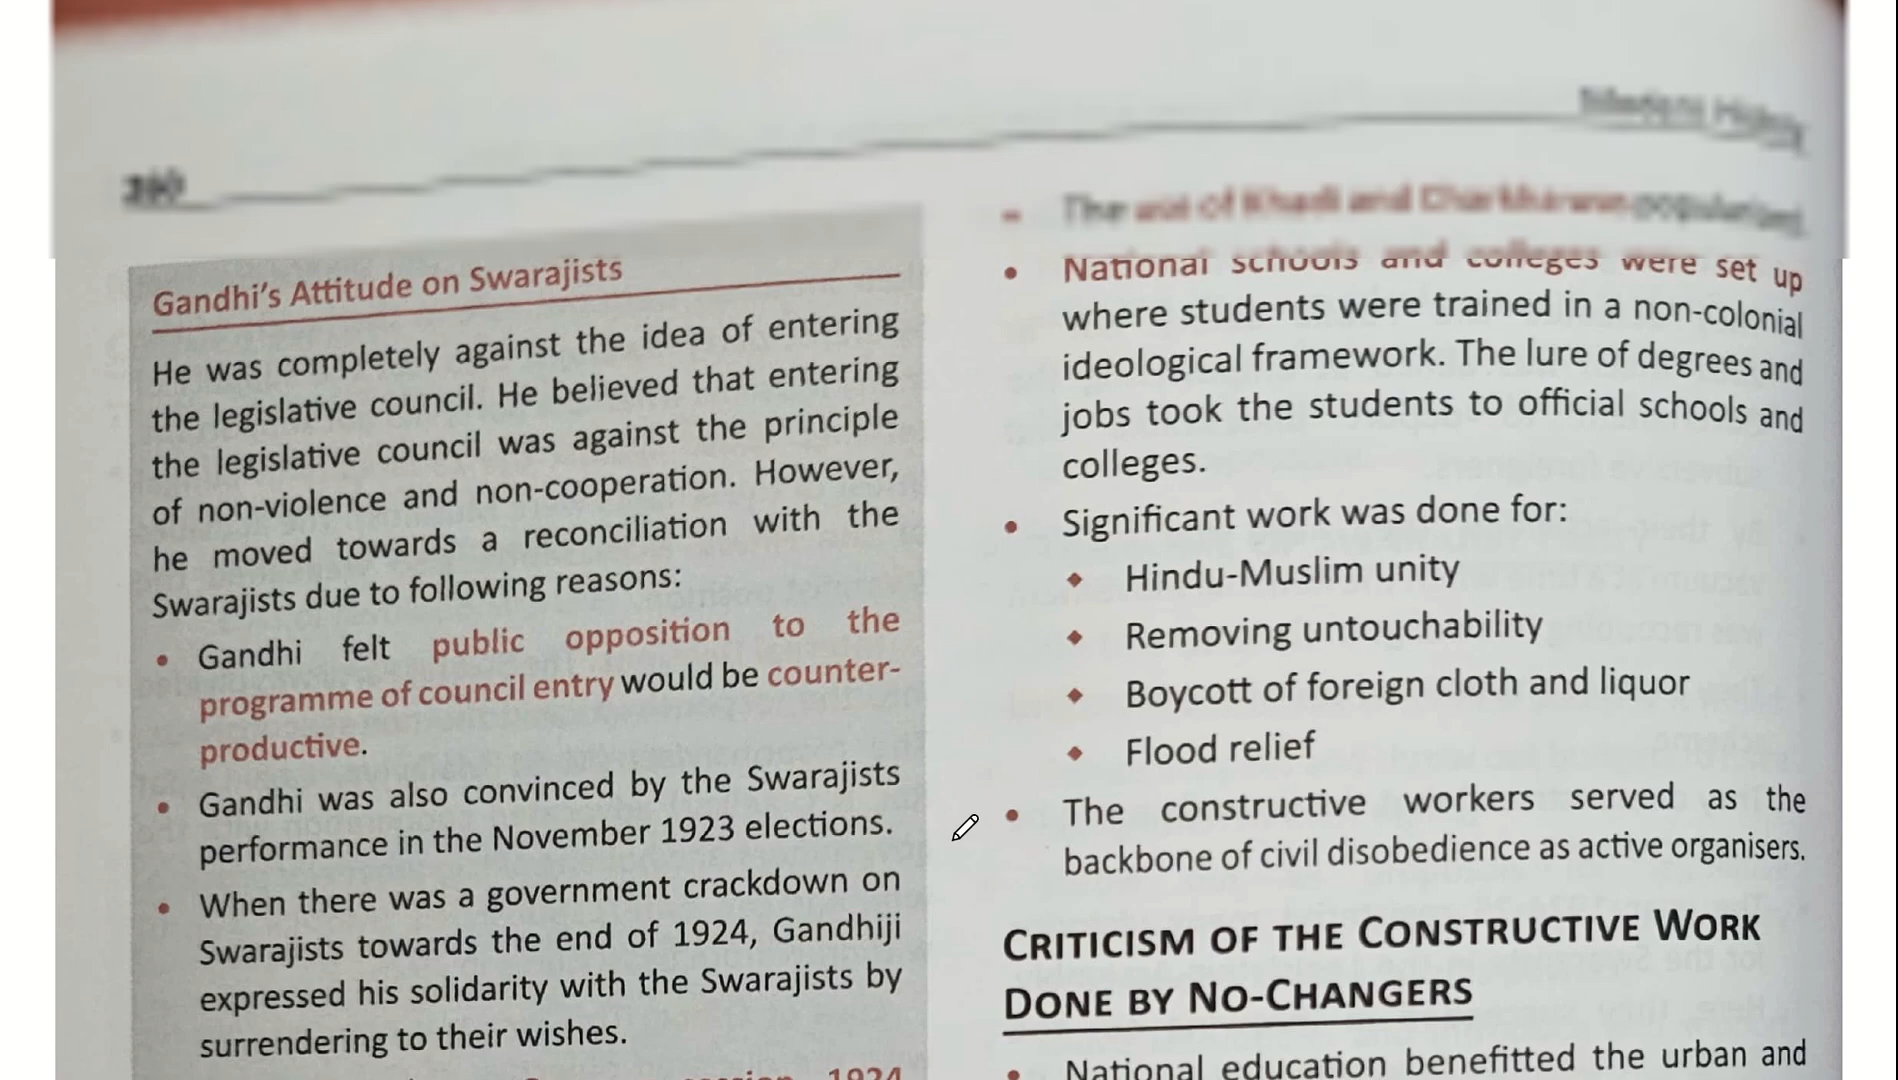 Gandhi's Attitude on Swarajists
He was completely against the idea of entering
the legislative council. He believed that entering
the legislative council was against the principle
of non-violence and non-cooperation. However,
he moved towards a reconciliation with the
Swarajists due to following reasons:
• Gandhi felt public opposition to the
programme of council entry would be counter-
productive.
• Gandhi was also convinced by the Swarajists
performance in the November 1923 elections.
• When there was a government crackdown on
Swarajists towards the end of 1924, Gandhiji
expressed his solidarity with the Swarajists by
surrendering to their wishes.
1924
The use of Khadi and Charkha was popularized.
• National schools and colleges were set up
where students were trained in a non-colonial
ideological framework. The lure of degrees and
jobs took the students to official schools and
colleges.
• Significant work was done for:
◆ Hindu-Muslim unity
◆ Removing untouchability
◆ Boycott of foreign cloth and liquor
◆ Flood relief
• The constructive workers served as the
backbone of civil disobedience as active organisers.
CRITICISM OF THE CONSTRUCTIVE WORK
DONE BY NO-CHANGERS
• National education benefitted the urban and